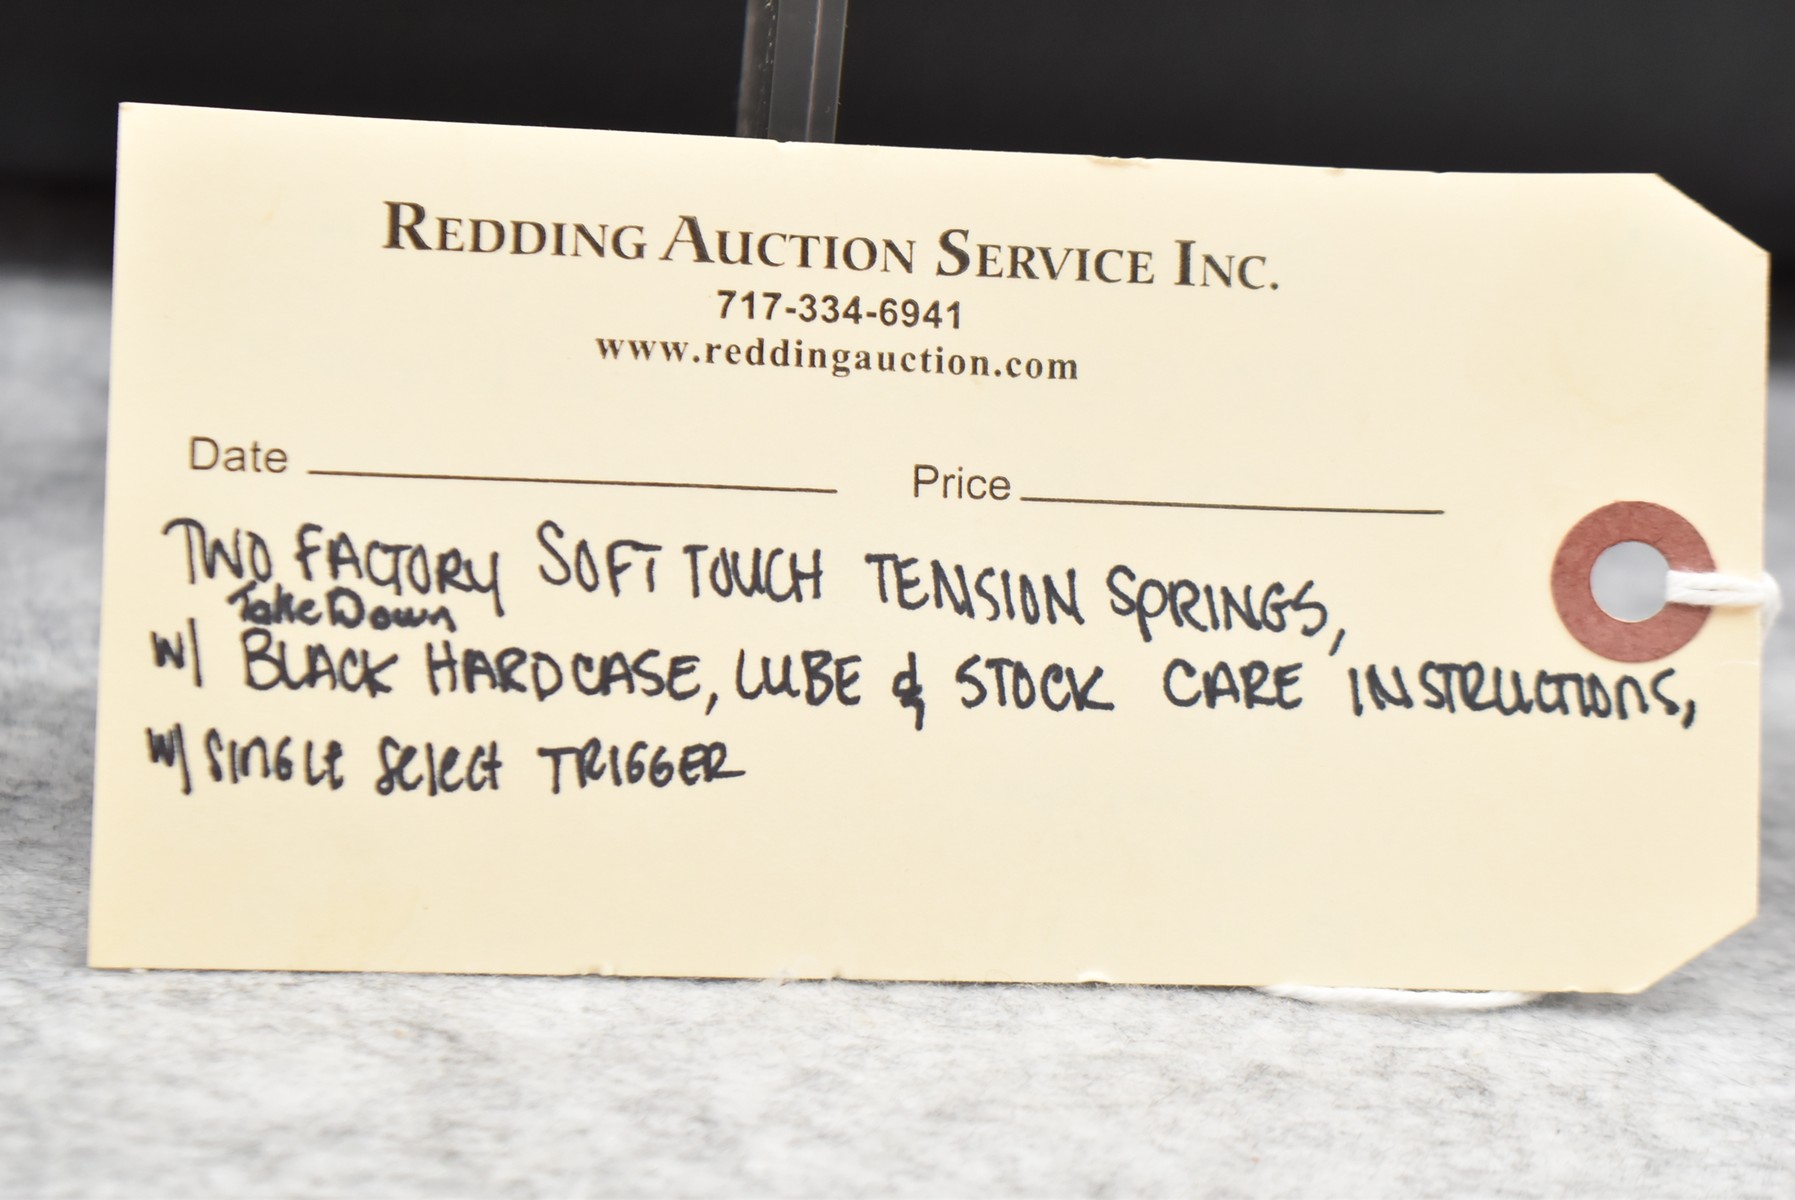 REDDING AUCTION SERVICE INC.
717-334-6941
www.reddingauction.com
Date Price
TWO FACTORY SOFT TOUCH TENSION SPRINGS,
Take Down
W/ BLACK HARDCASE, LUBE & STOCK CARE INSTRUCTIONS,
W/ SINGLE Select TRIGGER